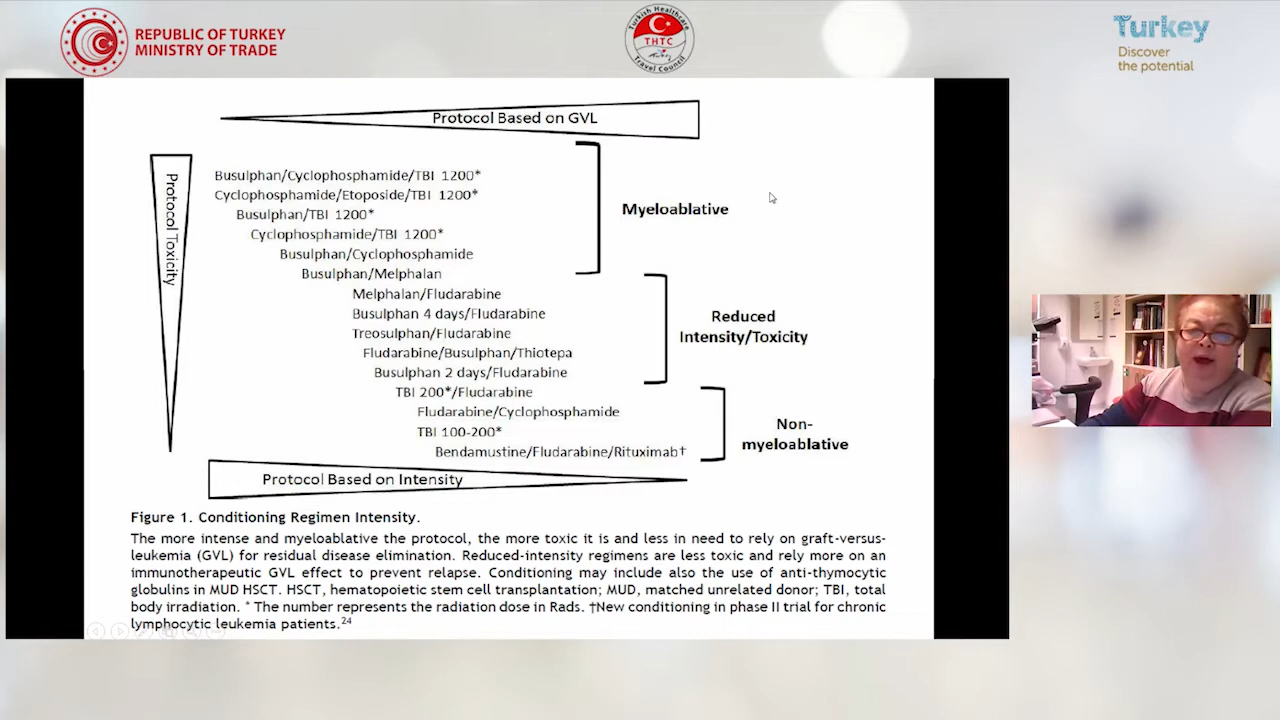 REPUBLIC OF TURKEY
MINISTRY OF TRADE
Turkish Healthcare
THTC
Travel Council
Turkey
Discover
the potential
Protocol Based on GVL
Protocol Toxicity
Busulphan/Cyclophosphamide/TBI 1200*
Cyclophosphamide/Etoposide/TBI 1200*
Busulphan/TBI 1200*
Cyclophosphamide/TBI 1200*
Busulphan/Cyclophosphamide
Busulphan/Melphalan
Myeloablative
Melphalan/Fludarabine
Busulphan 4 days/Fludarabine
Treosulphan/Fludarabine
Fludarabine/Busulphan/Thiotepa
Busulphan 2 days/Fludarabine
Reduced
Intensity/Toxicity
TBI 200*/Fludarabine
Fludarabine/Cyclophosphamide
TBI 100-200*
Bendamustine/Fludarabine/Rituximab†
Non-
myeloablative
Protocol Based on Intensity
Figure 1. Conditioning Regimen Intensity.
The more intense and myeloablative the protocol, the more toxic it is and less in need to rely on graft-versus-
leukemia (GVL) for residual disease elimination. Reduced-intensity regimens are less toxic and rely more on an
immunotherapeutic GVL effect to prevent relapse. Conditioning may include also the use of anti-thymocytic
globulins in MUD HSCT. HSCT, hematopoietic stem cell transplantation; MUD, matched unrelated donor; TBI, total
body irradiation. * The number represents the radiation dose in Rads. †New conditioning in phase II trial for chronic
lymphocytic leukemia patients.24